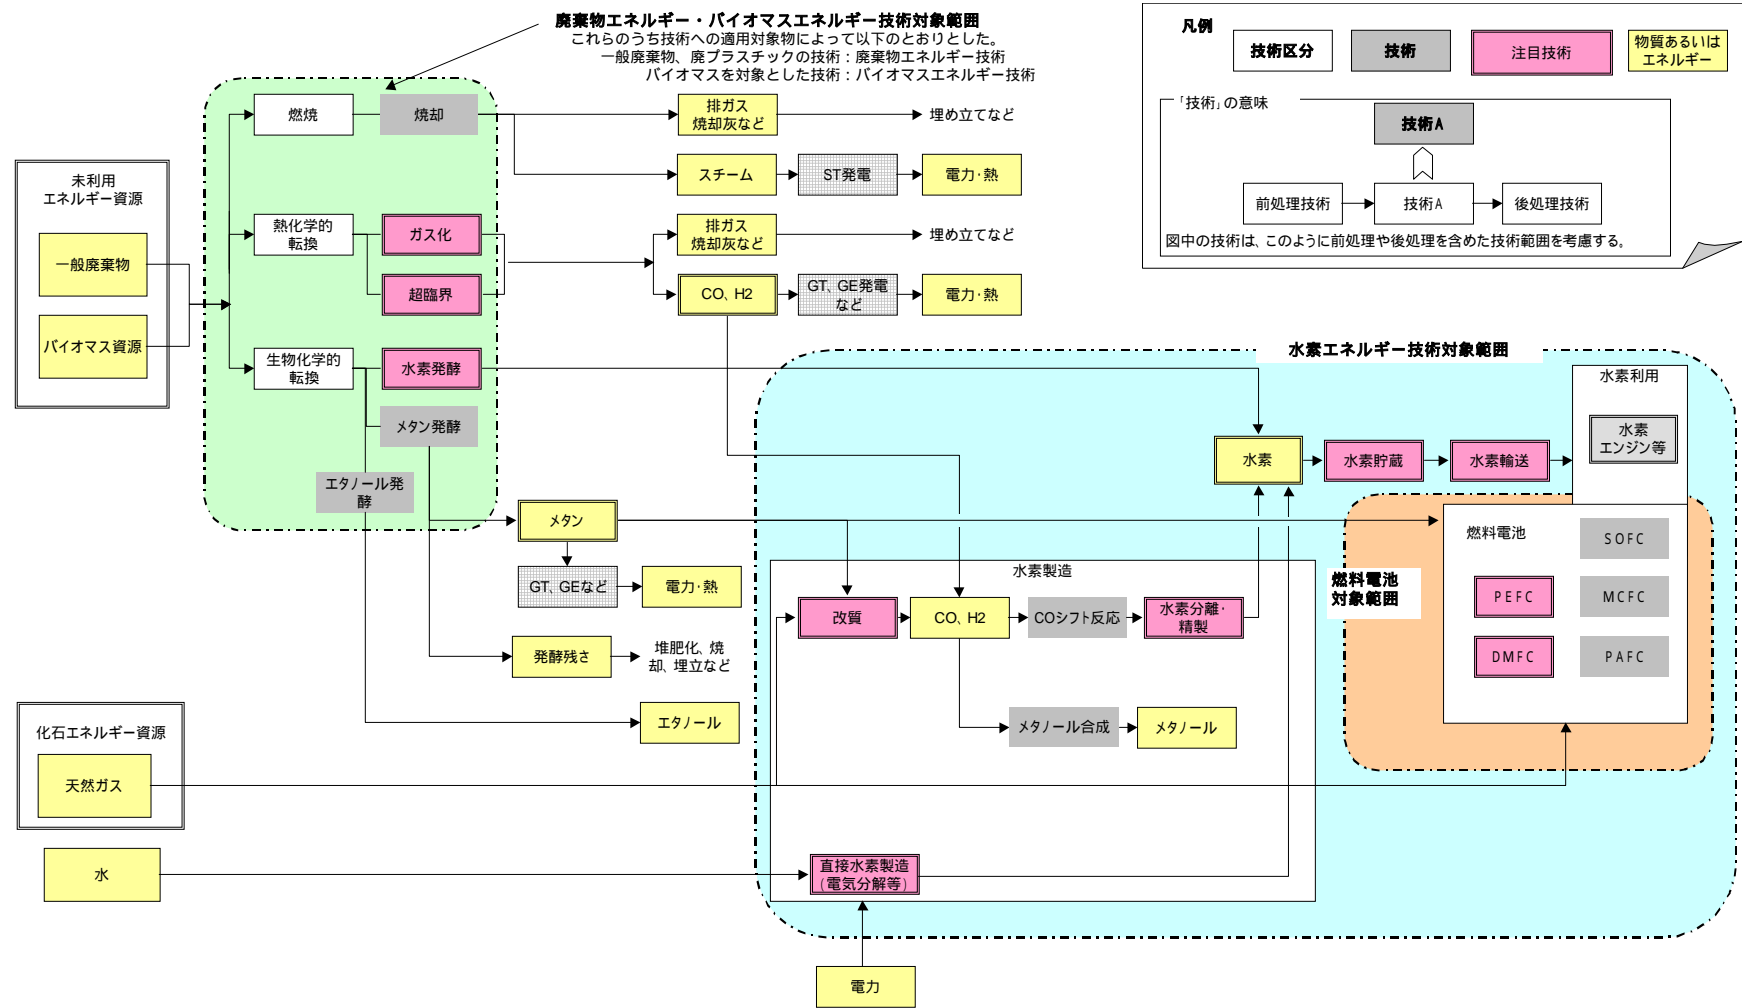 廃棄物エネルギー・バイオマスエネルギー技術対象範囲
これらのうち技術への適用対象物によって以下のとおりとした。
一般廃棄物、廃プラスチックの技術：廃棄物エネルギー技術
バイオマスを対象とした技術：バイオマスエネルギー技術
凡例
技術区分
技術
注目技術
物質あるいは
エネルギー
「技術」の意味
技術A
前処理技術
技術A
後処理技術
図中の技術は、このように前処理や後処理を含めた技術範囲を考慮する。
燃焼
焼却
排ガス
焼却灰など
埋め立てなど
スチーム
ST発電
電力・熱
未利用
エネルギー資源
一般廃棄物
バイオマス資源
熱化学的
転換
ガス化
超臨界
排ガス
焼却灰など
埋め立てなど
CO、H2
GT、GE発電
など
電力・熱
生物化学的
転換
水素発酵
メタン発酵
エタノール発
酵
水素エネルギー技術対象範囲
水素利用
水素
エンジン等
水素
水素貯蔵
水素輸送
メタン
GT、GEなど
電力・熱
発酵残さ
堆肥化、焼
却、埋立など
エタノール
水素製造
改質
CO、H2
COシフト反応
水素分離・
精製
メタノール合成
メタノール
燃料電池
対象範囲
燃料電池
SOFC
PEFC
MCFC
DMFC
PAFC
化石エネルギー資源
天然ガス
水
直接水素製造
（電気分解等）
電力